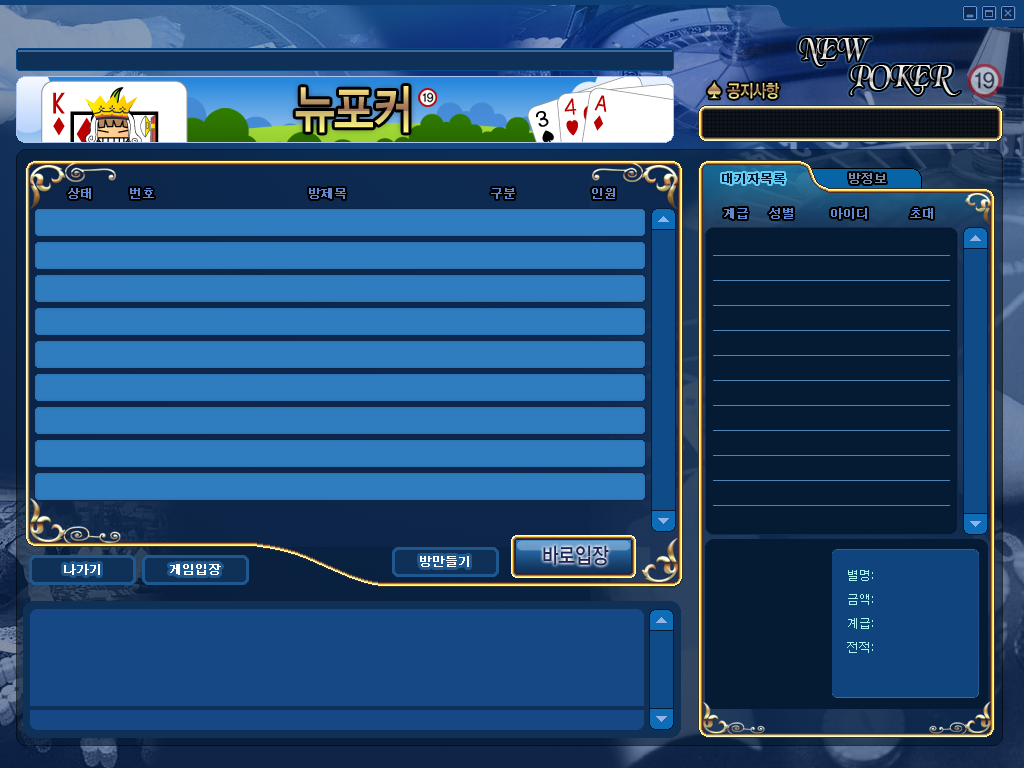 NEW
POKER
19
K
뉴포커 19
3 4 A
공지사항
상태 번호 방제목 구분 인원
대기자목록 방정보
계급 성별 아이디 초대
나가기 게임입장 방만들기 바로입장
별명:
금액:
계급:
전적: